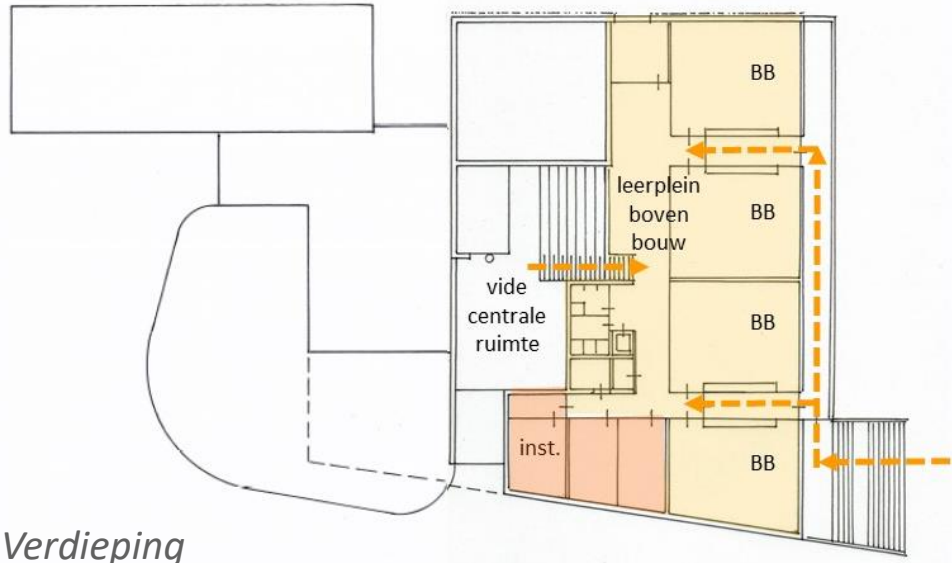 BB
leerplein
boven
bouw
BB
vide
centrale
ruimte
BB
inst.
BB
Verdieping